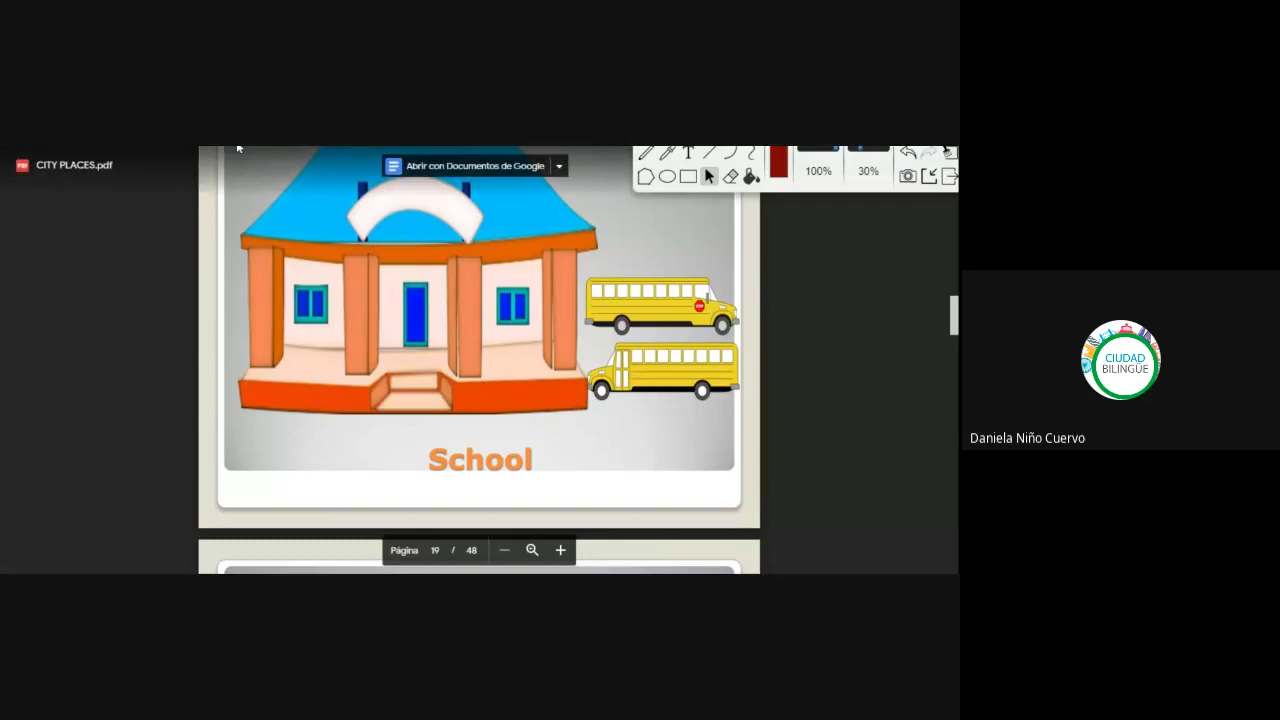 CITY PLACES.pdf
Abrir con Documentos de Google
100%
30%
STOP
School
Página 19 / 48
CIUDAD
BILINGÜE
Daniela Niño Cuervo